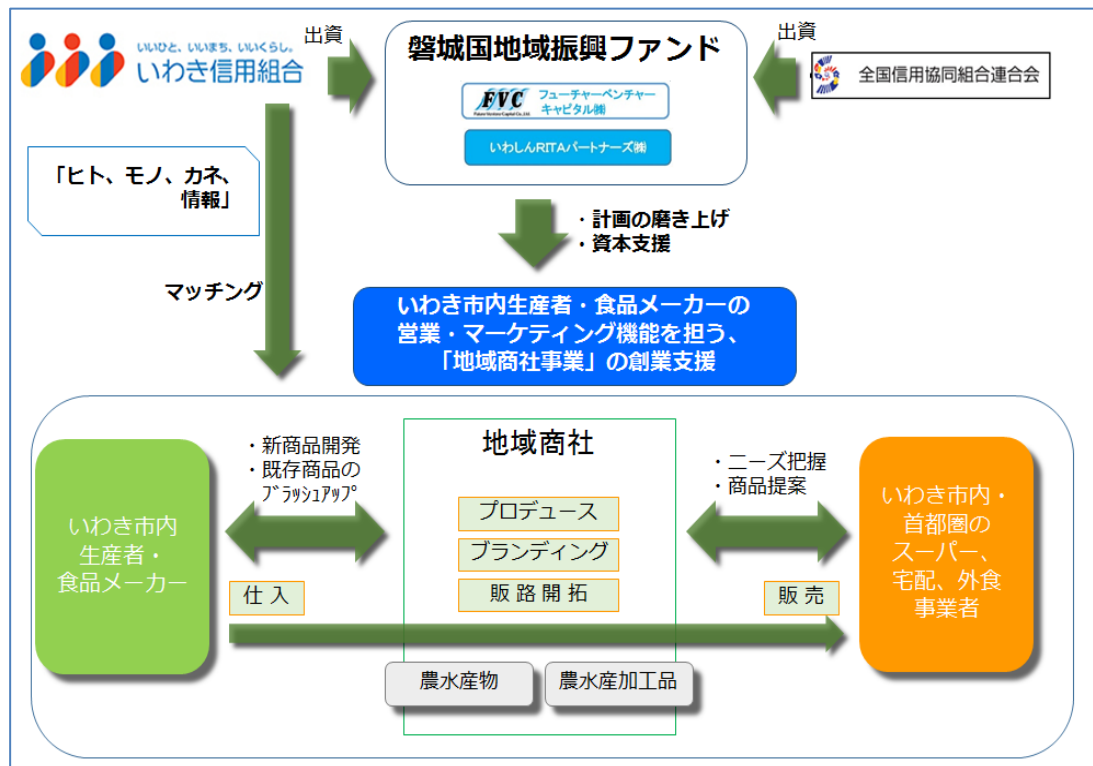 いいひと、いいまち、いいくらし。
いわき信用組合
出資
磐城国地域振興ファンド
出資
全国信用協同組合連合会
FVC
Future Venture Capital Co., Ltd.
フューチャーベンチャー
キャピタル㈱
いわしんRITAパートナーズ㈱
「ヒト、モノ、カネ、
情報」
・計画の磨き上げ
・資本支援
マッチング
いわき市内生産者・食品メーカーの
営業・マーケティング機能を担う、
「地域商社事業」の創業支援
いわき市内
生産者・
食品メーカー
・新商品開発
・既存商品の
ﾌﾞﾗｯｼｭｱｯﾌﾟ
地域商社
プロデュース
ブランディング
販 路 開 拓
・ニーズ把握
・商品提案
いわき市内・
首都圏の
スーパー、
宅配、外食
事業者
仕 入
販 売
農水産物
農水産加工品